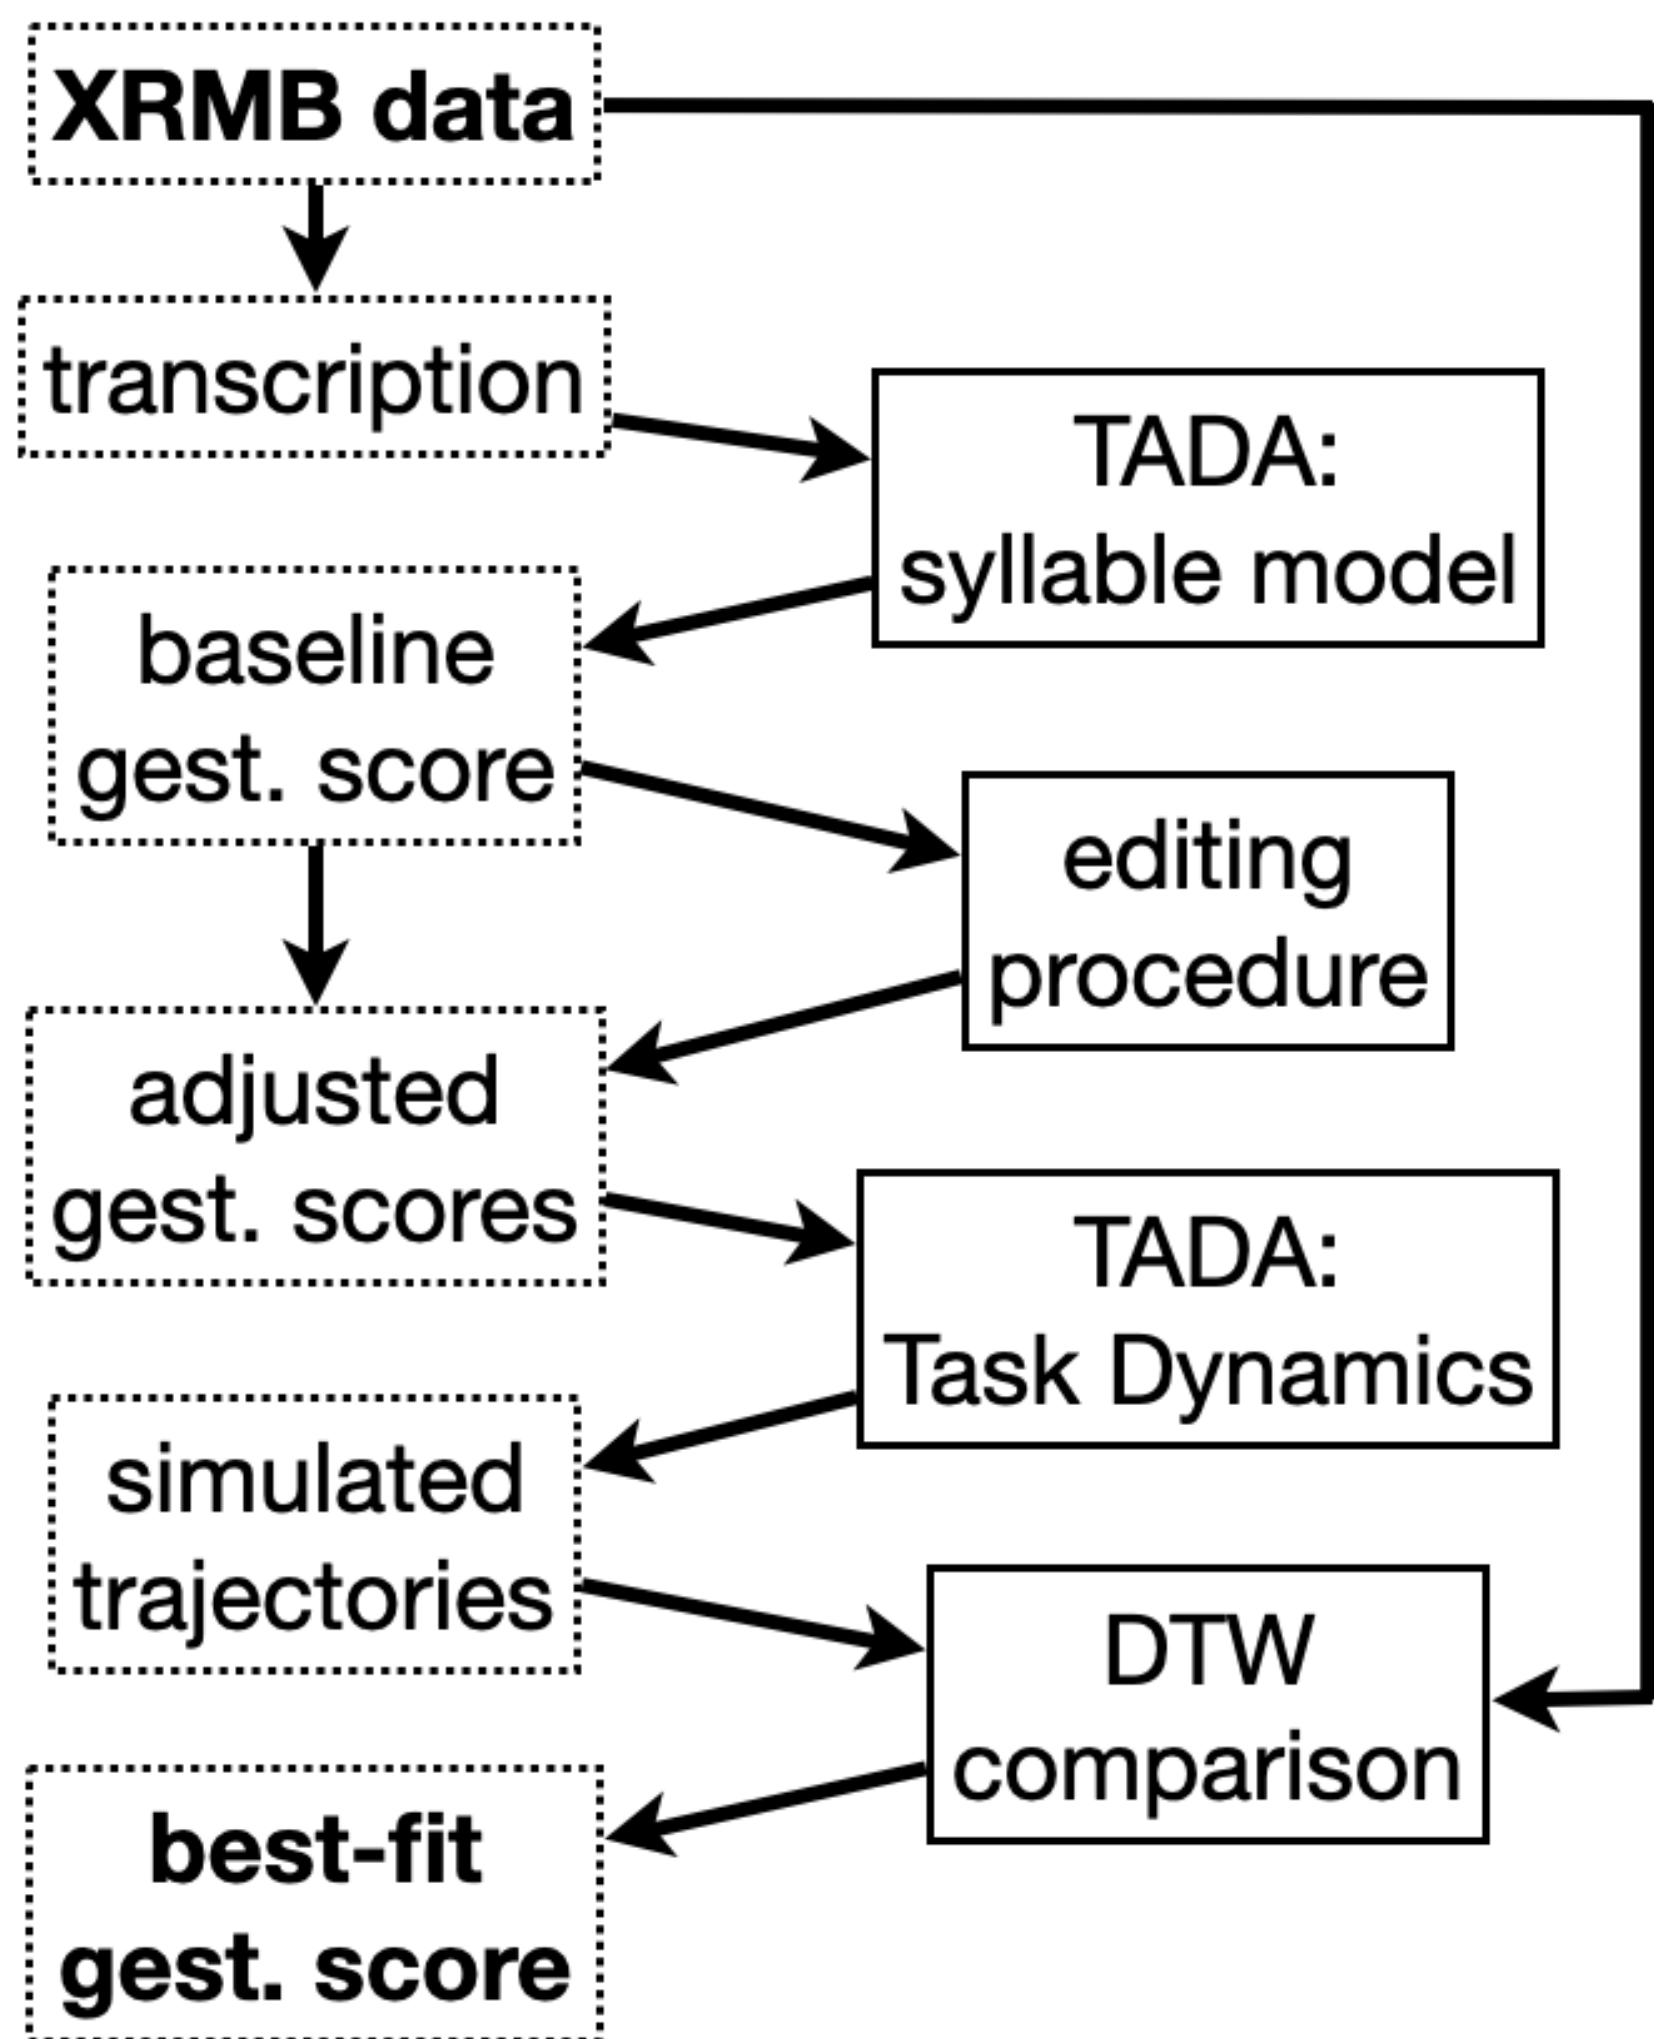 XRMB data
transcription
TADA:
syllable model
baseline
gest. score
editing
procedure
adjusted
gest. scores
TADA:
Task Dynamics
simulated
trajectories
DTW
comparison
best-fit
gest. score